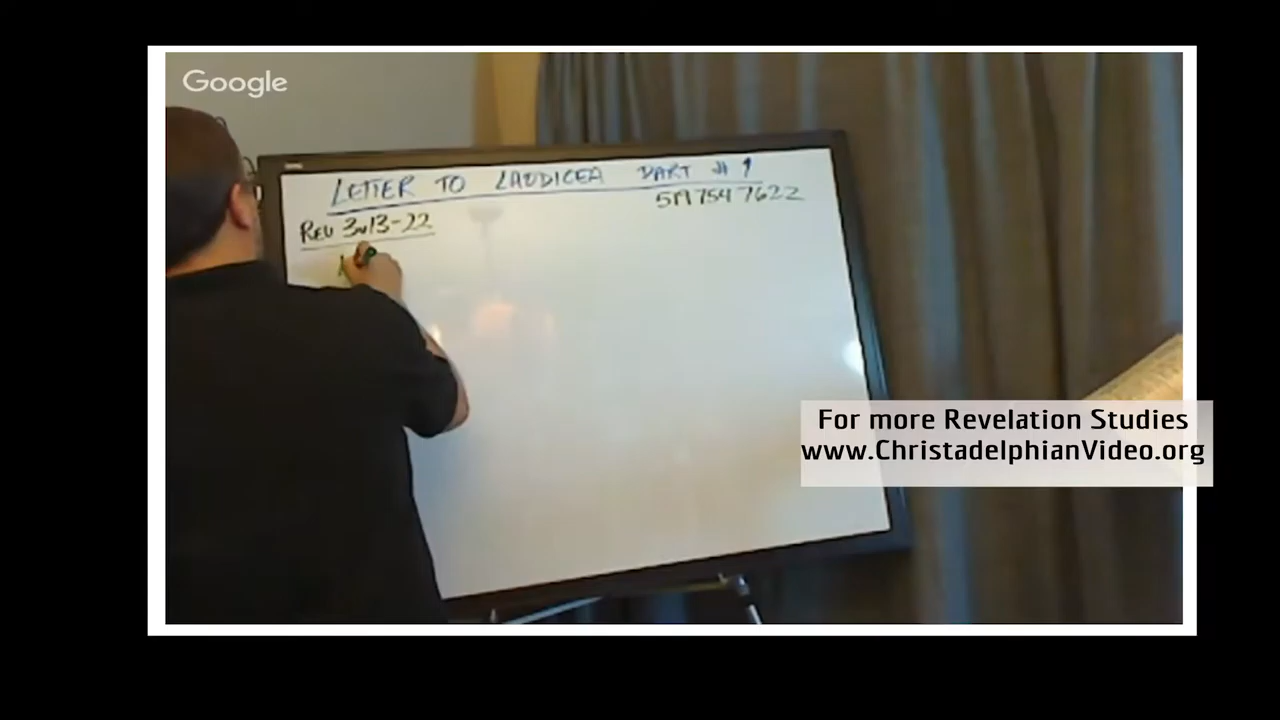 Google
LETTER TO LAODICEA PART # 1
519 754 7622
REV 3v13-22
For more Revelation Studies
www.ChristadelphianVideo.org